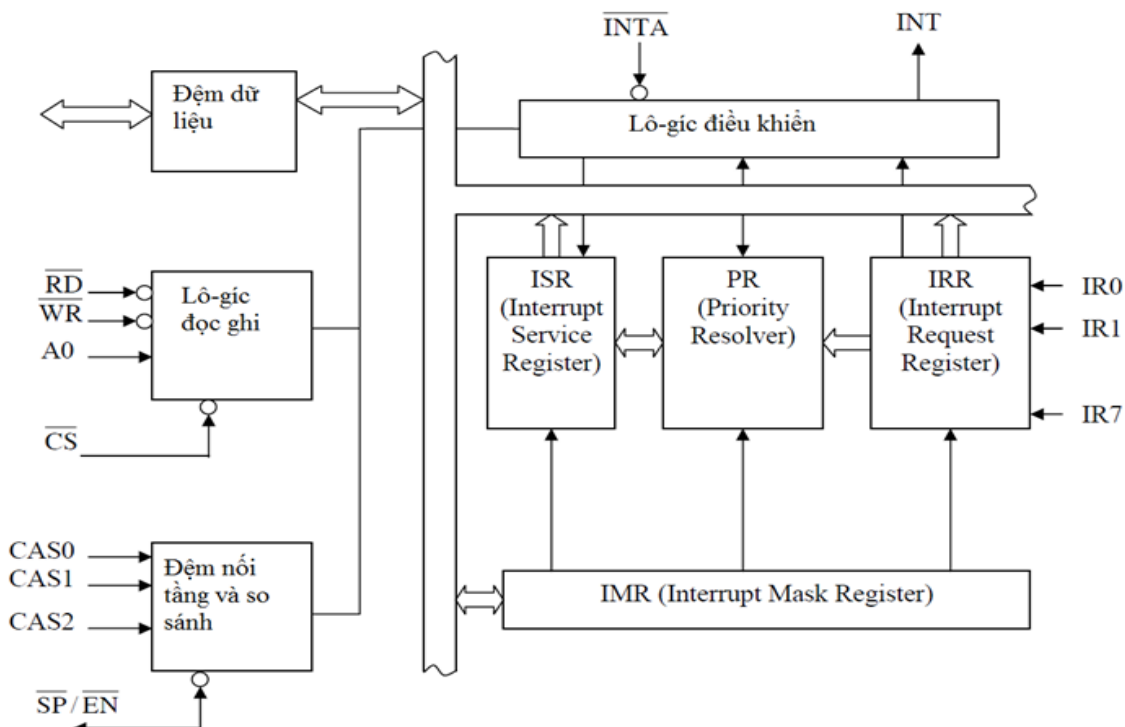 INTA
INT
Đệm dữ
liệu
Lô-gíc điều khiển
RD
WR
A0
CS
Lô-gíc
đọc ghi
ISR
(Interrupt
Service
Register)
PR
(Priority
Resolver)
IRR
(Interrupt
Request
Register)
IR0
IR1
IR7
CAS0
CAS1
CAS2
Đệm nối
tầng và so
sánh
IMR (Interrupt Mask Register)
SP/EN